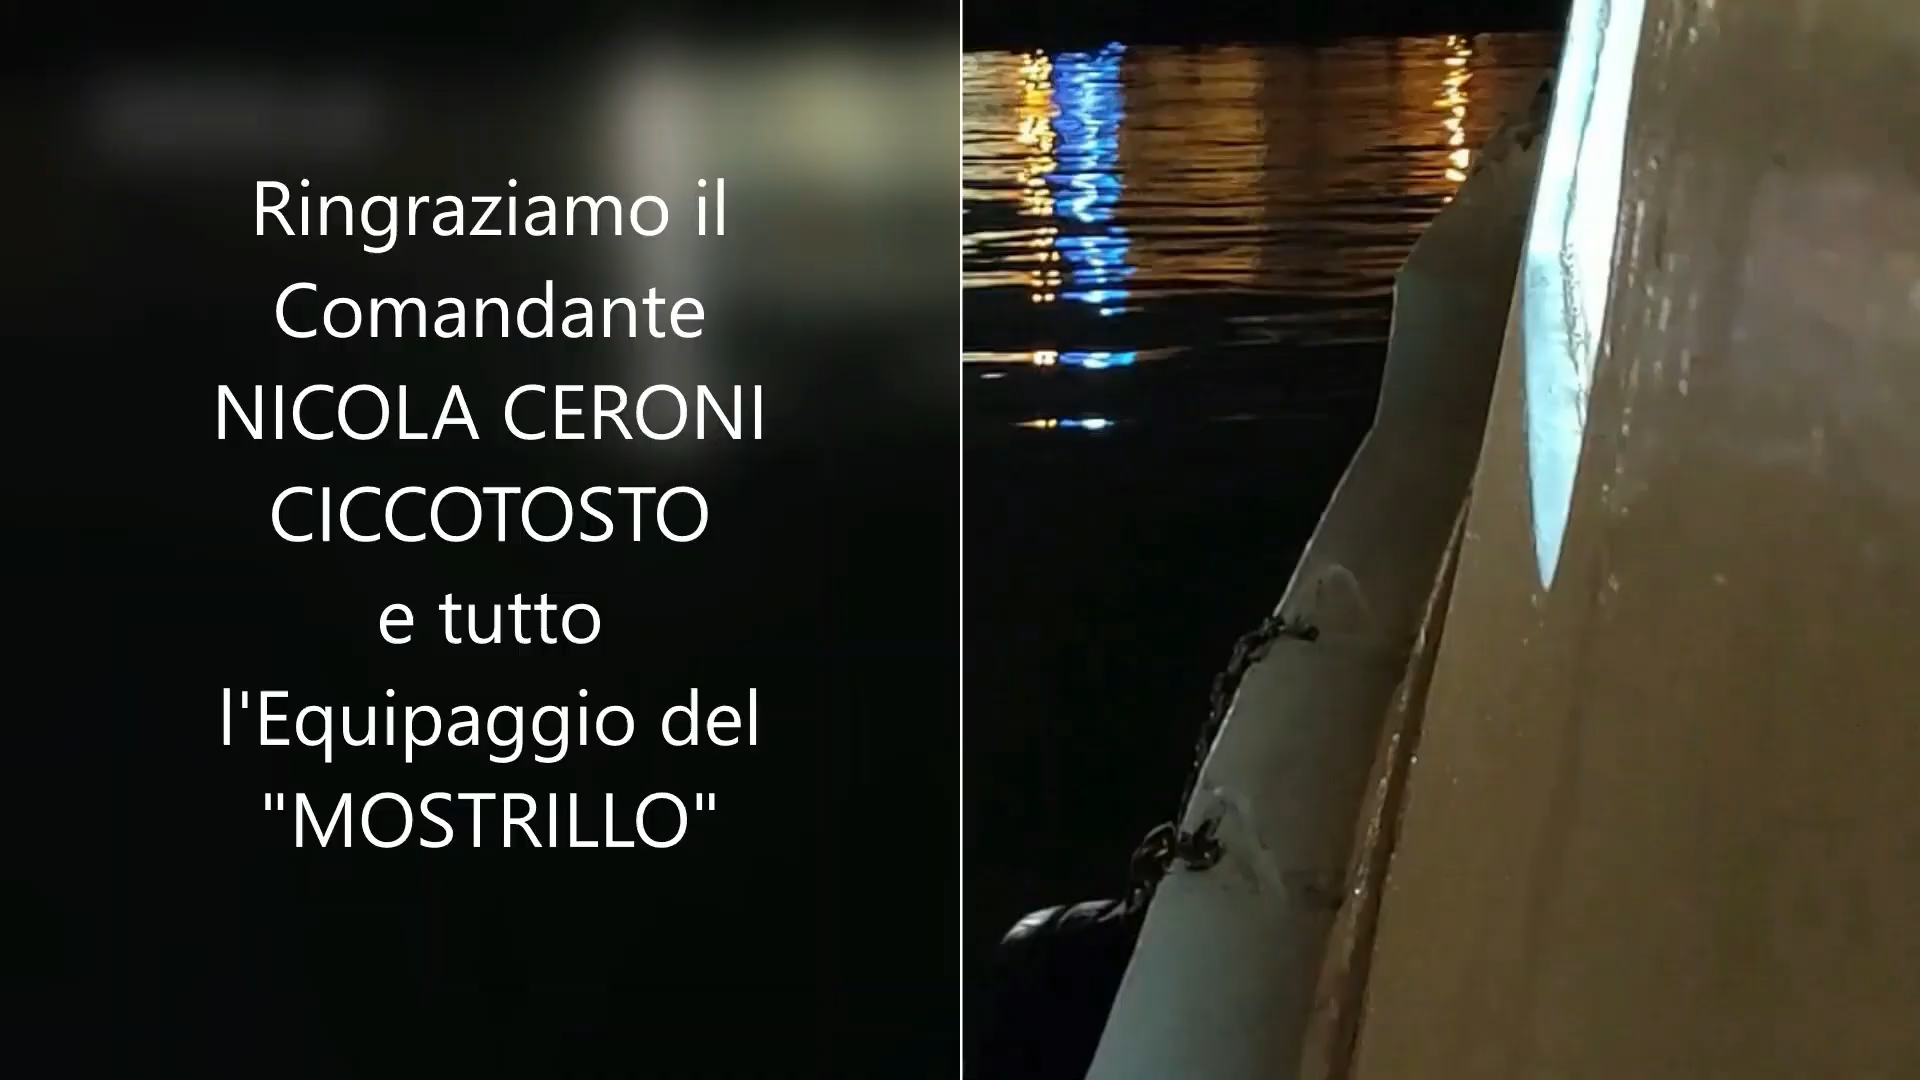 Ringraziamo il
Comandante
NICOLA CERONI
CICCOTOSTO
e tutto
l'Equipaggio del
"MOSTRILLO"